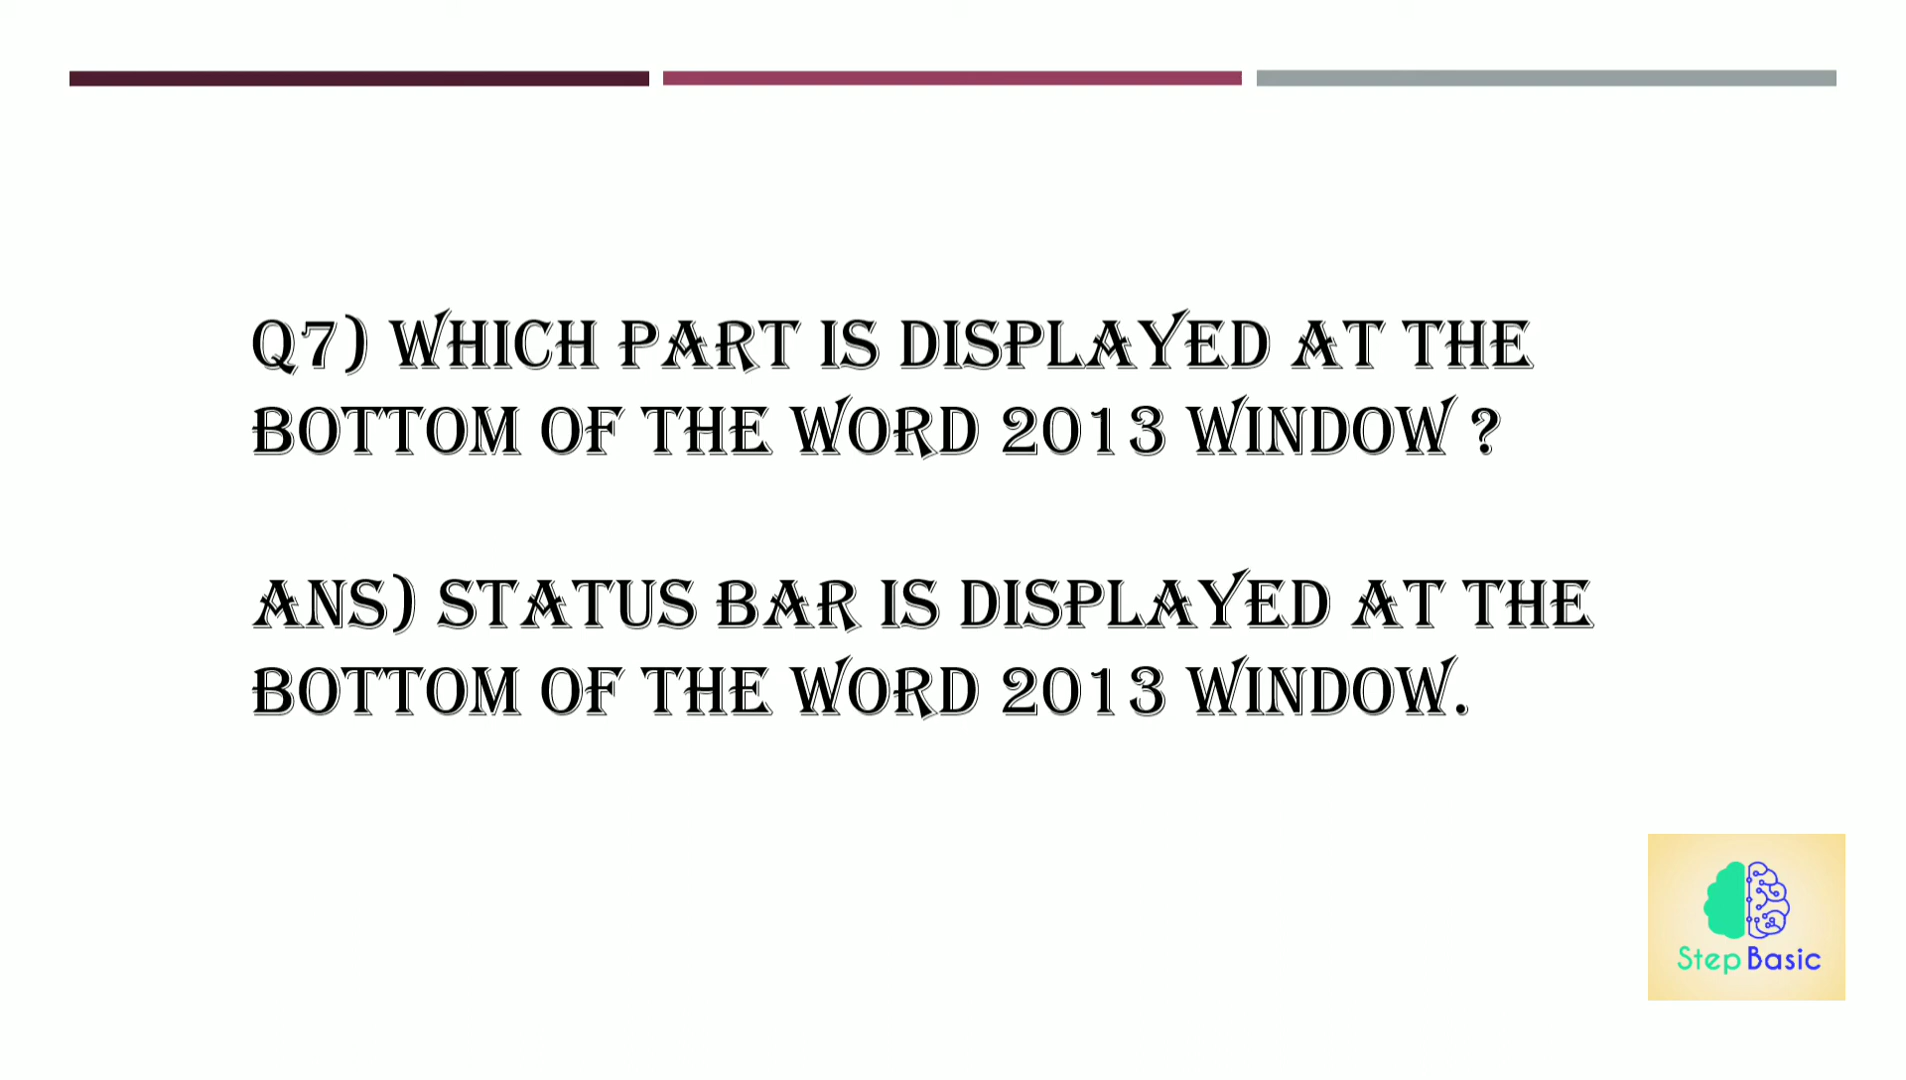 Q7) WHICH PART IS DISPLAYED AT THE
BOTTOM OF THE WORD 2013 WINDOW ?
ANS) STATUS BAR IS DISPLAYED AT THE
BOTTOM OF THE WORD 2013 WINDOW.
Step Basic